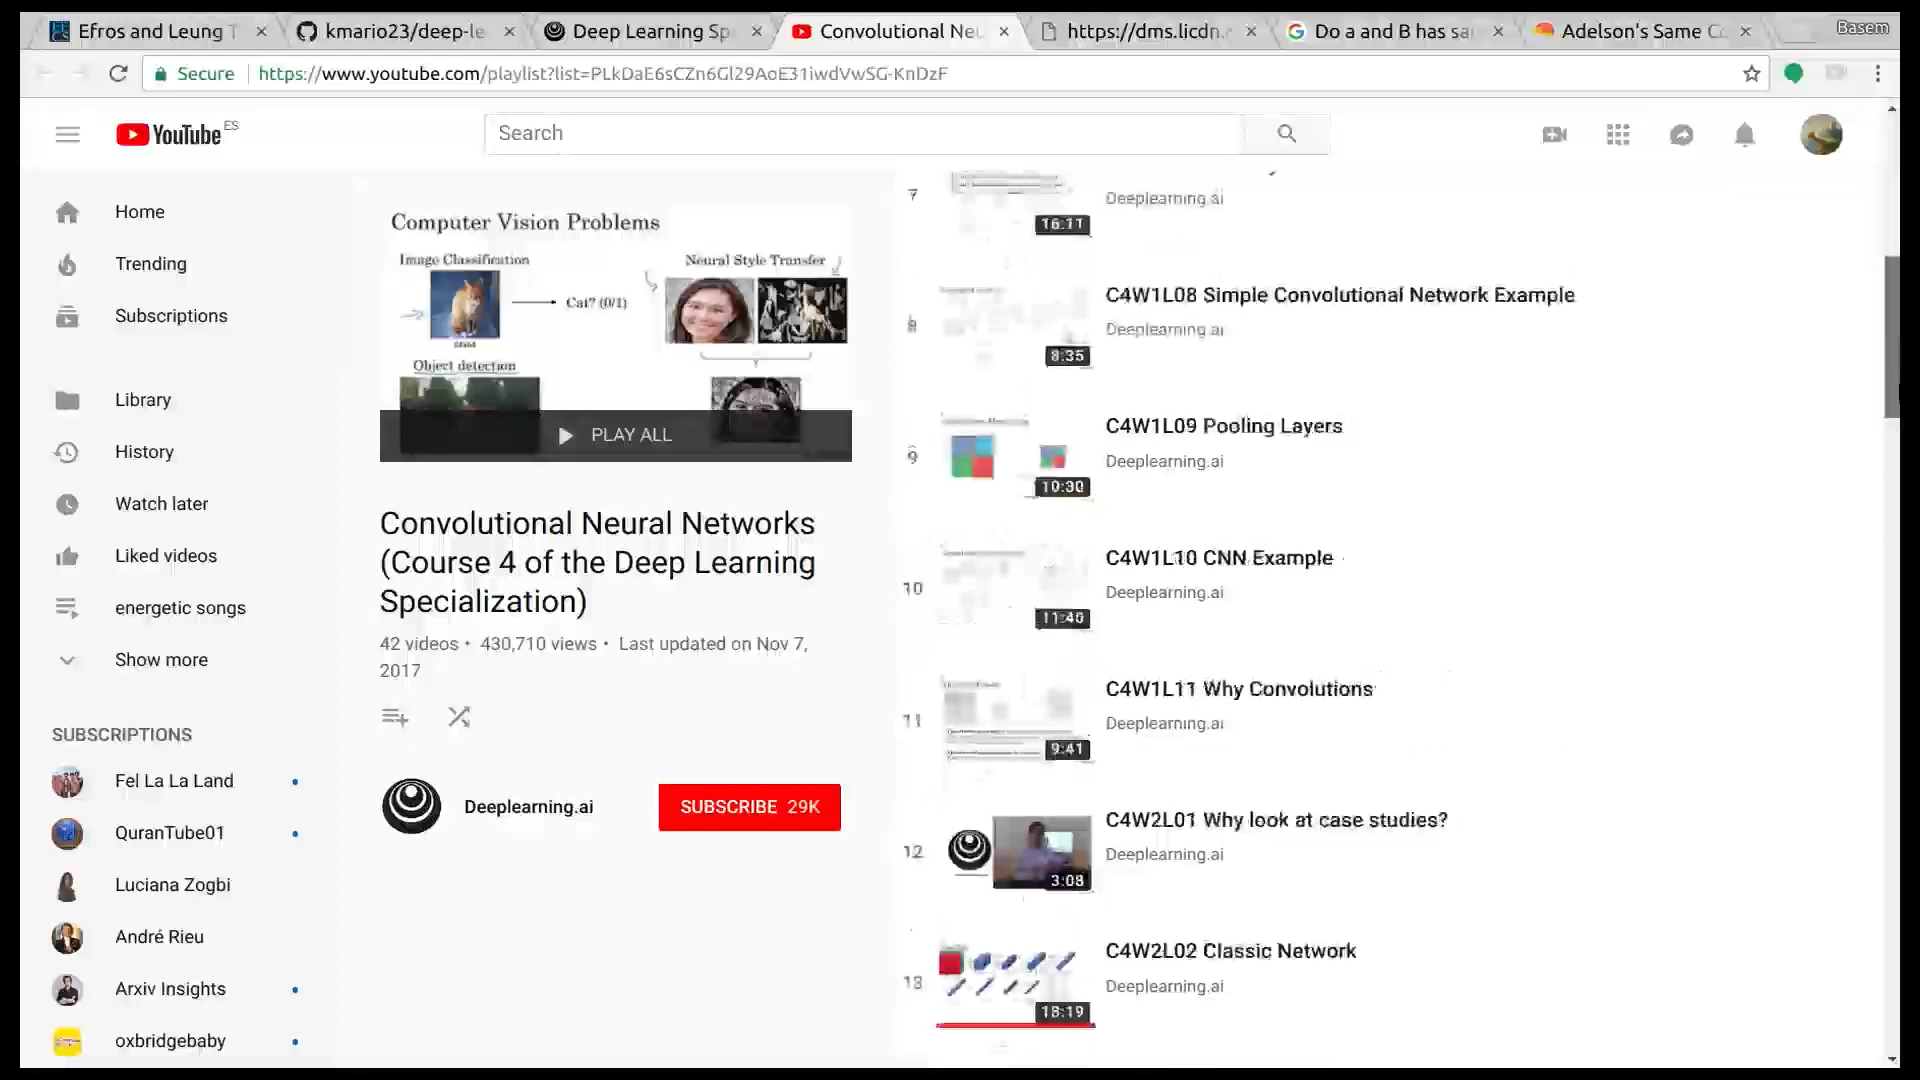 Efros and Leung T
kmario23/deep-le
Deep Learning Sp
Convolutional Neu
https://dms.licdn.
Do a and B has sa
Adelson's Same Co
Basem
Secure
https://www.youtube.com/playlist?list=PLkDaE6sCZn6Gl29AoE31iwdVwSG-KnDzF
YouTube ES
Search
Home
Trending
Subscriptions
Library
History
Watch later
Liked videos
energetic songs
Show more
SUBSCRIPTIONS
Fel La La Land
QuranTube01
Luciana Zogbi
André Rieu
Arxiv Insights
oxbridgebaby
Computer Vision Problems
Image Classification
Neural Style Transfer
Cat? (0/1)
Object detection
PLAY ALL
Convolutional Neural Networks
(Course 4 of the Deep Learning
Specialization)
42 videos • 430,710 views • Last updated on Nov 7,
2017
Deeplearning.ai
SUBSCRIBE 29K
7
16:11
Deeplearning.ai
8
8:35
C4W1L08 Simple Convolutional Network Example
Deeplearning.ai
9
10:30
C4W1L09 Pooling Layers
Deeplearning.ai
10
11:40
C4W1L10 CNN Example
Deeplearning.ai
11
9:41
C4W1L11 Why Convolutions
Deeplearning.ai
12
3:08
C4W2L01 Why look at case studies?
Deeplearning.ai
13
18:19
C4W2L02 Classic Network
Deeplearning.ai